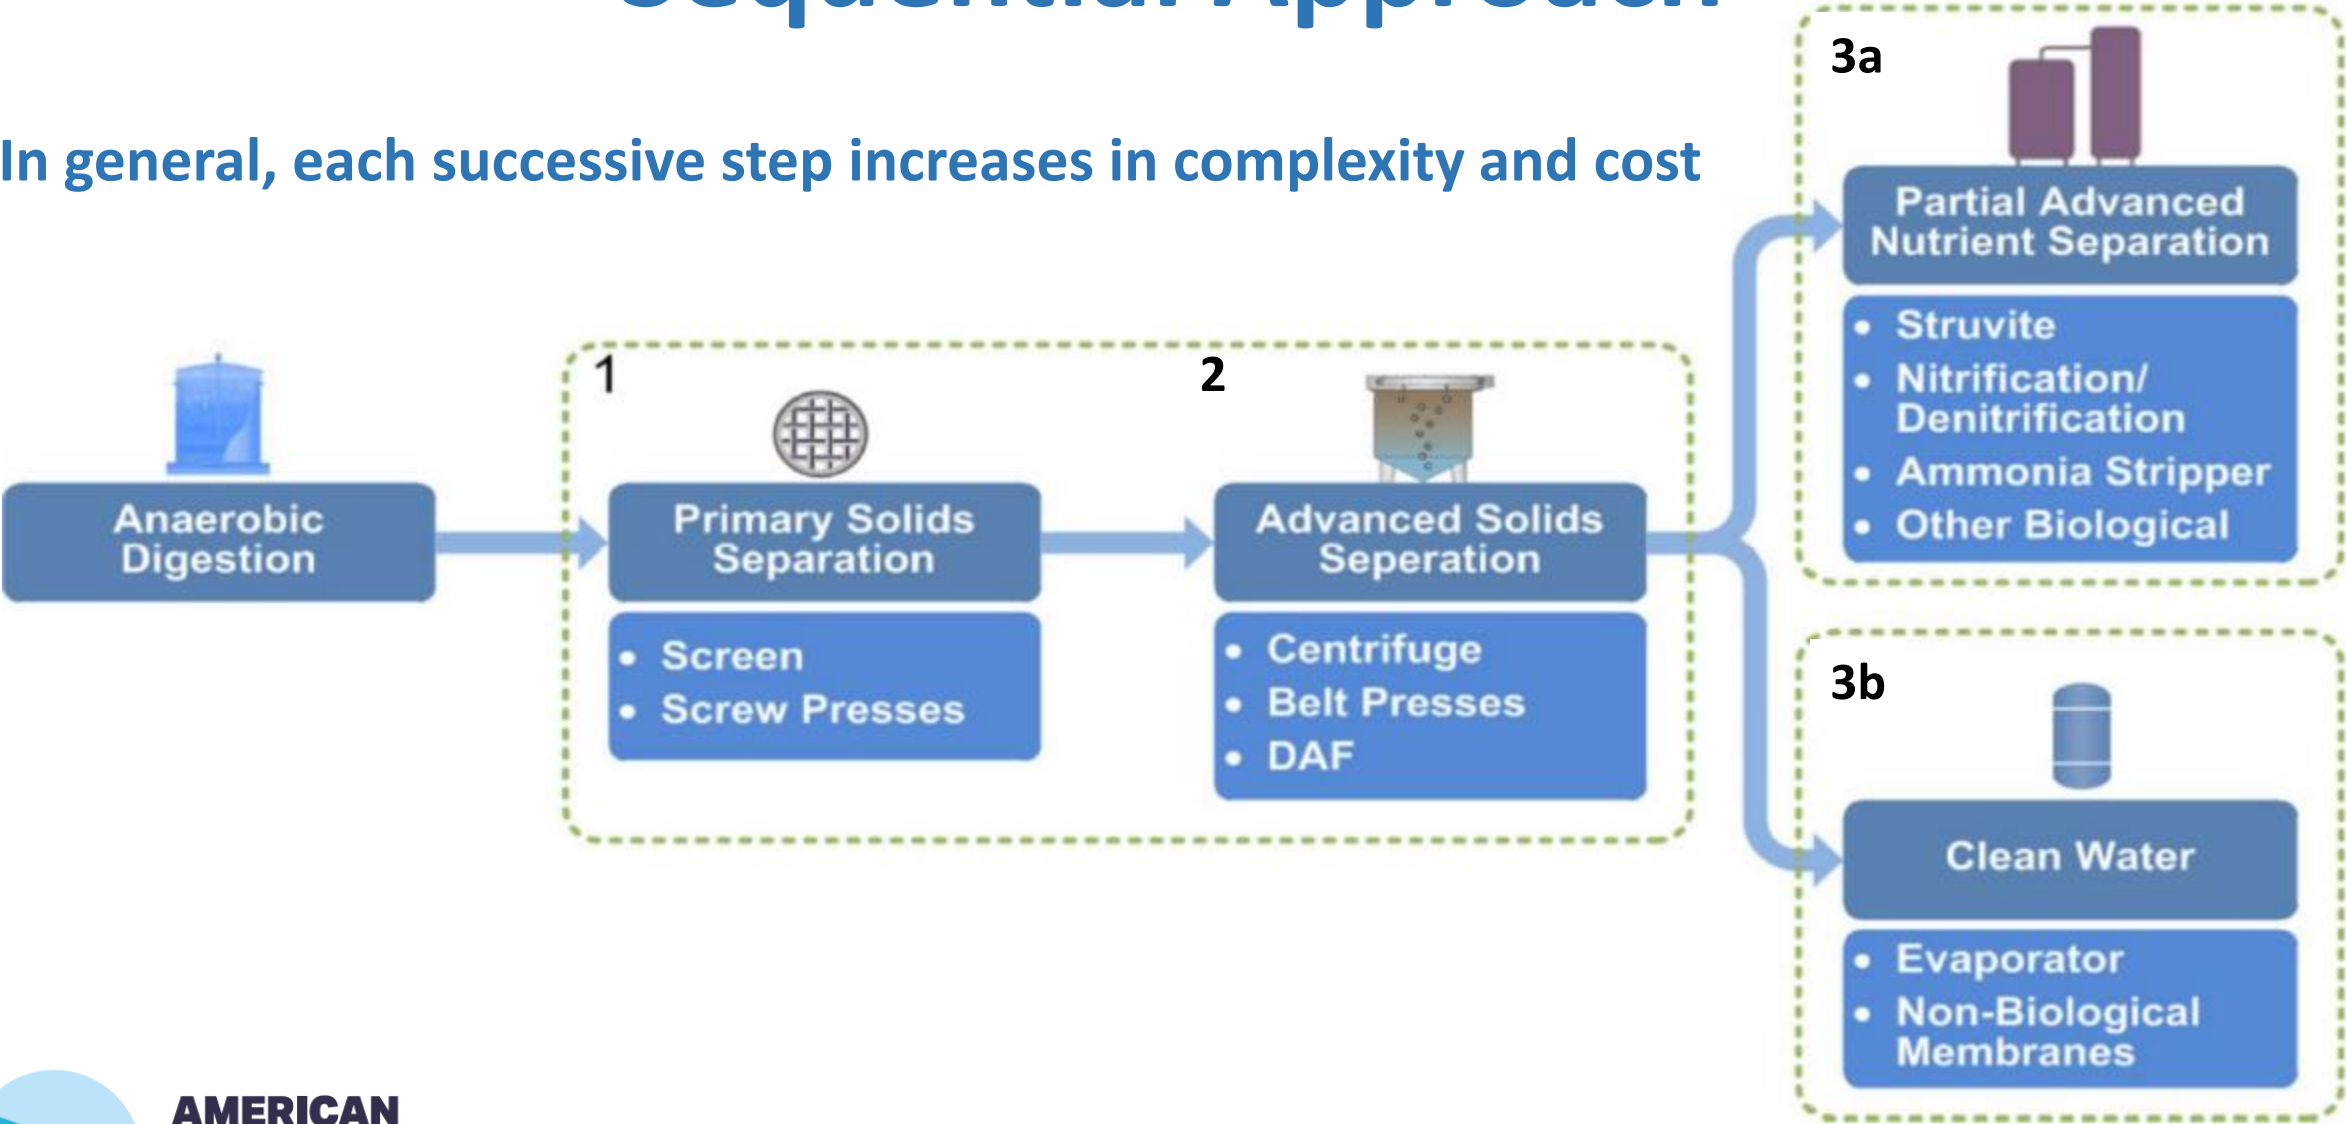 Sequential Approach
In general, each successive step increases in complexity and cost
Anaerobic
Digestion
1
Primary Solids
Separation
• Screen
• Screw Presses
2
Advanced Solids
Seperation
• Centrifuge
• Belt Presses
• DAF
3a
Partial Advanced
Nutrient Separation
• Struvite
• Nitrification/
Denitrification
• Ammonia Stripper
• Other Biological
3b
Clean Water
• Evaporator
• Non-Biological
Membranes
AMERICAN